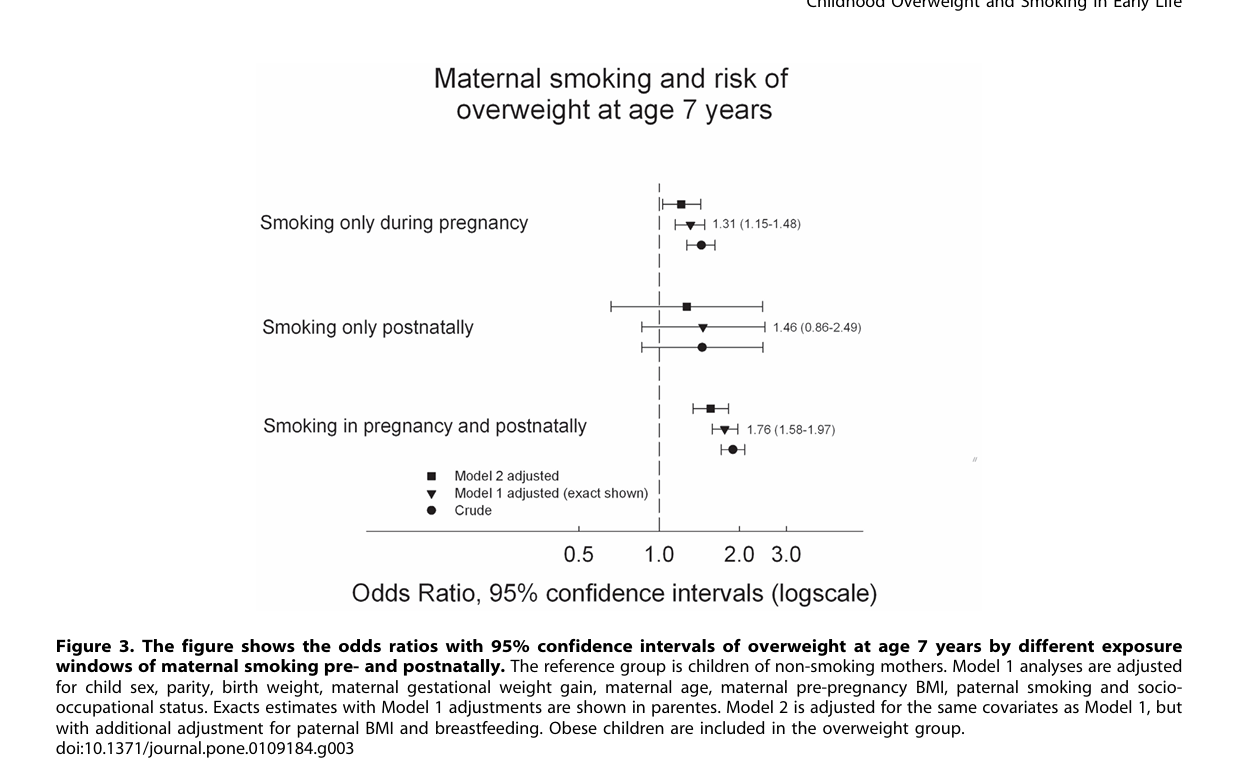 Childhood Overweight and Smoking in Early Life
Maternal smoking and risk of
overweight at age 7 years
Smoking only during pregnancy
1.31 (1.15-1.48)
Smoking only postnatally
1.46 (0.86-2.49)
Smoking in pregnancy and postnatally
1.76 (1.58-1.97)
Model 2 adjusted
Model 1 adjusted (exact shown)
Crude
0.5 1.0 2.0 3.0
Odds Ratio, 95% confidence intervals (logscale)
Figure 3. The figure shows the odds ratios with 95% confidence intervals of overweight at age 7 years by different exposure
windows of maternal smoking pre- and postnatally. The reference group is children of non-smoking mothers. Model 1 analyses are adjusted
for child sex, parity, birth weight, maternal gestational weight gain, maternal age, maternal pre-pregnancy BMI, paternal smoking and socio-
occupational status. Exacts estimates with Model 1 adjustments are shown in parentes. Model 2 is adjusted for the same covariates as Model 1, but
with additional adjustment for paternal BMI and breastfeeding. Obese children are included in the overweight group.
doi:10.1371/journal.pone.0109184.g003